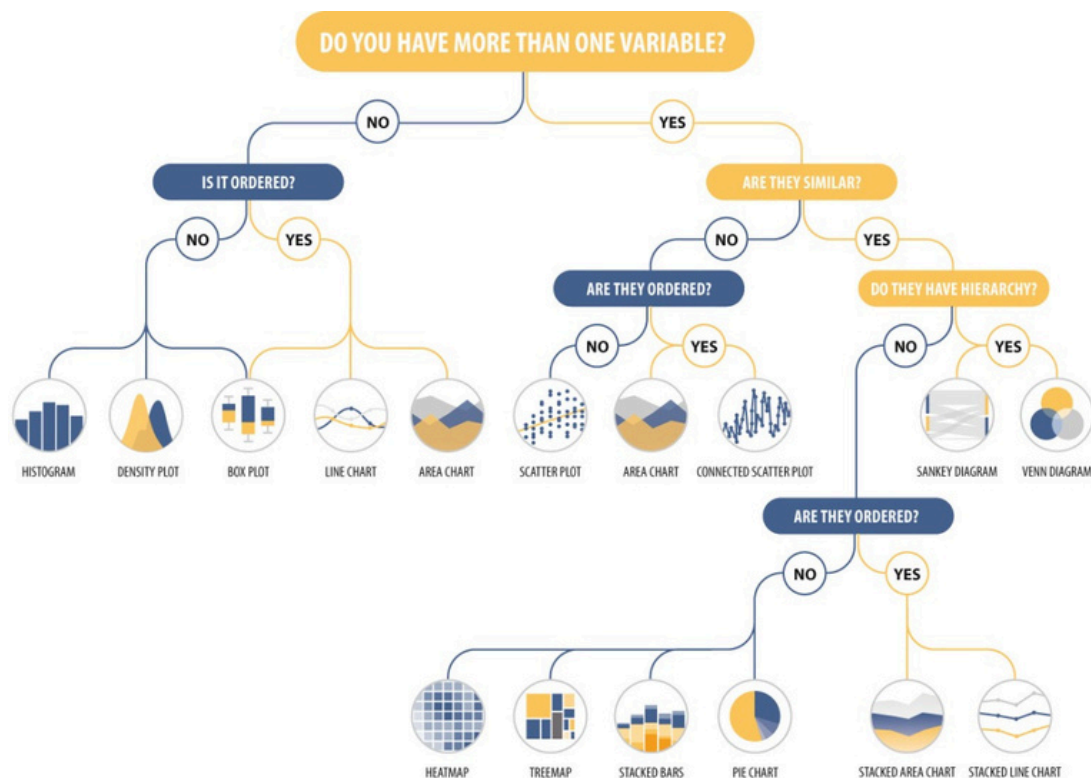 DO YOU HAVE MORE THAN ONE VARIABLE?
NO
YES
IS IT ORDERED?
ARE THEY SIMILAR?
NO
YES
NO
YES
ARE THEY ORDERED?
DO THEY HAVE HIERARCHY?
NO
YES
NO
YES
HISTOGRAM
DENSITY PLOT
BOX PLOT
LINE CHART
AREA CHART
SCATTER PLOT
AREA CHART
CONNECTED SCATTER PLOT
SANKEY DIAGRAM
VENN DIAGRAM
ARE THEY ORDERED?
NO
YES
HEATMAP
TREEMAP
STACKED BARS
PIE CHART
STACKED AREA CHART
STACKED LINE CHART